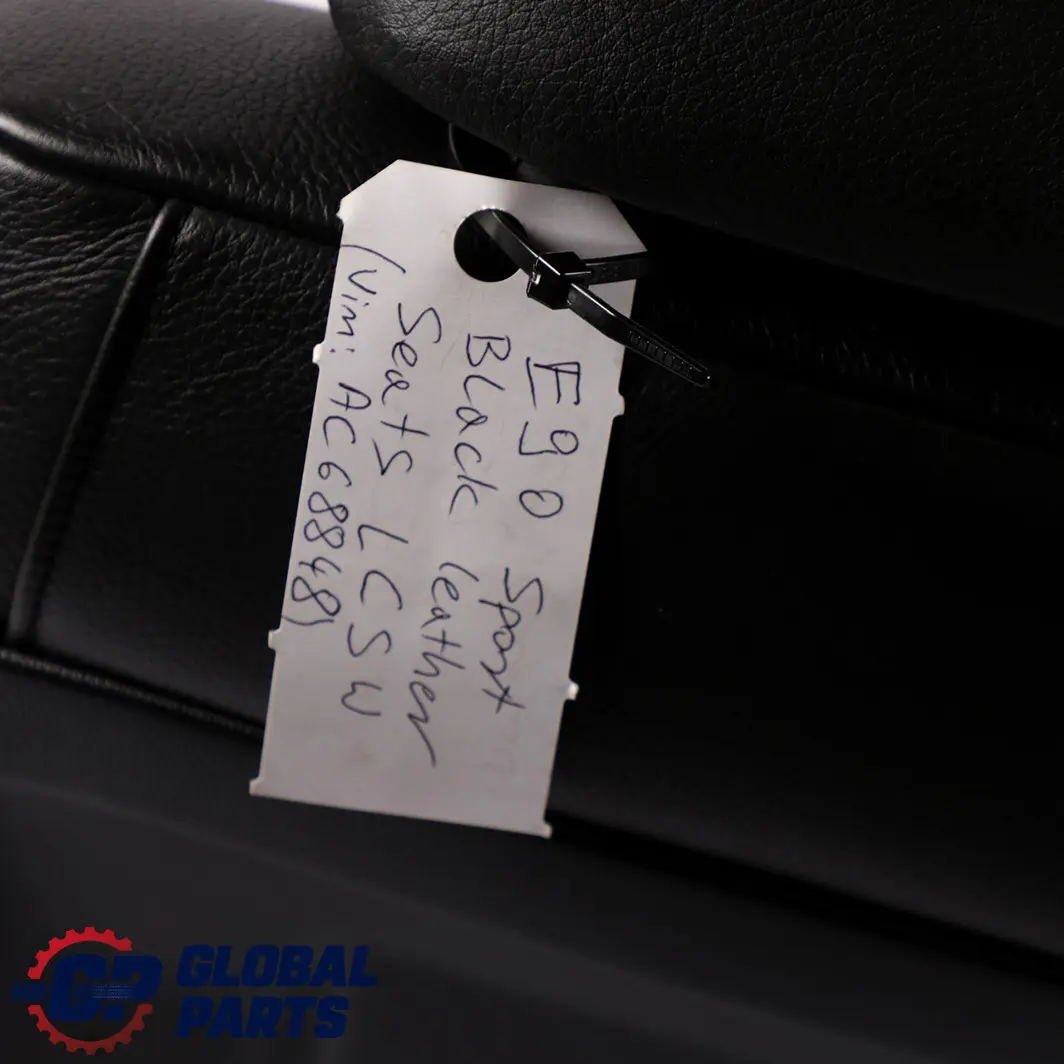 E90 Sport
Black leather
Seats LCSW
(Vin: AC68848)
GLOBAL
PARTS